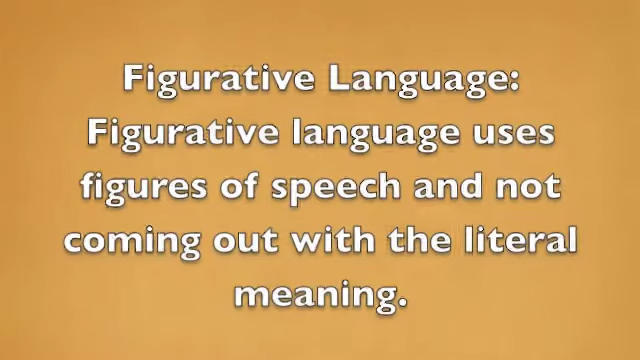 Figurative Language:
Figurative language uses
figures of speech and not
coming out with the literal
meaning.